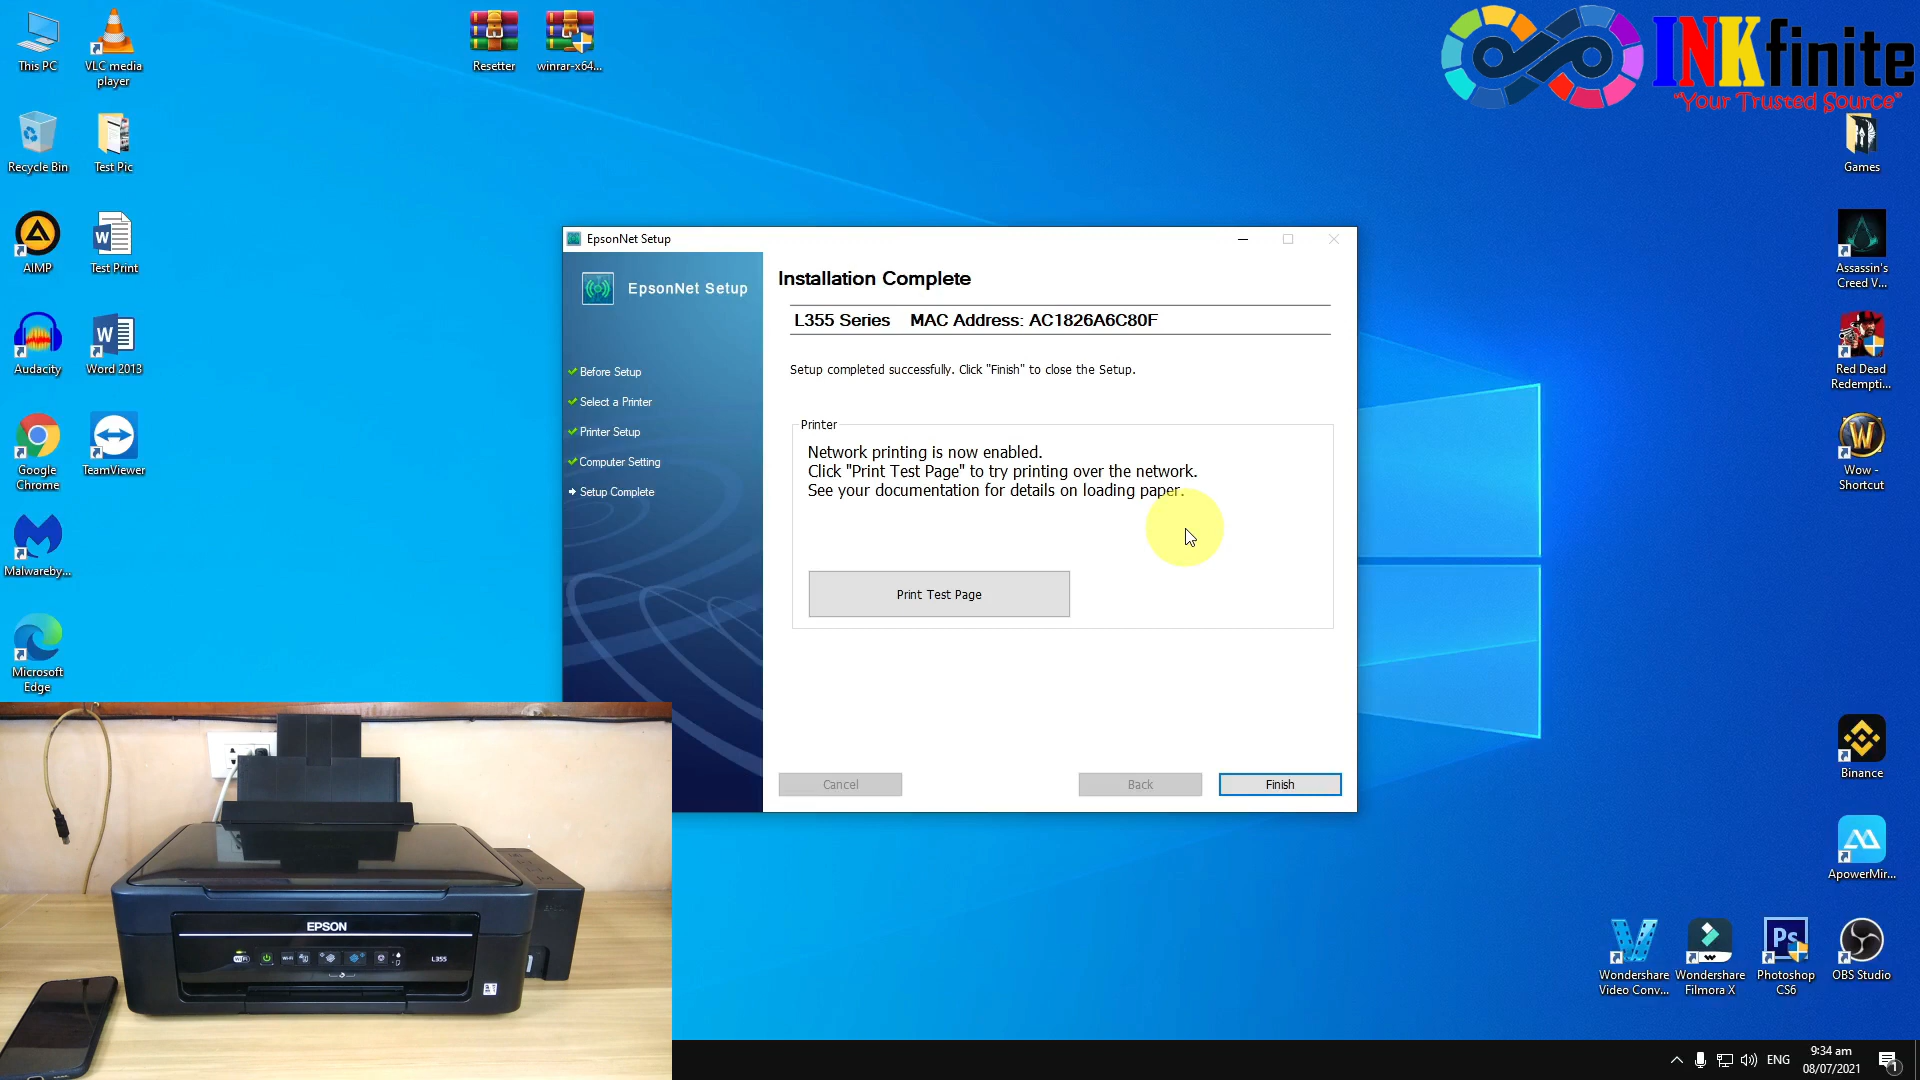 This PC
VLC media
player
Resetter
winrar-x64...
INKfinite
"Your Trusted Source"
Recycle Bin
Test Pic
Games
AIMP
Test Print
Assassin's
Creed V...
Audacity
Word 2013
Red Dead
Redempti...
Google
Chrome
TeamViewer
Wow -
Shortcut
Malwareby...
Microsoft
Edge
EpsonNet Setup
EpsonNet Setup
Before Setup
Select a Printer
Printer Setup
Computer Setting
Setup Complete
Installation Complete
L355 Series MAC Address: AC1826A6C80F
Setup completed successfully. Click "Finish" to close the Setup.
Printer
Network printing is now enabled.
Click "Print Test Page" to try printing over the network.
See your documentation for details on loading paper.
Print Test Page
Cancel
Back
Finish
Binance
ApowerMir...
Wondershare
Video Conv...
Wondershare
Filmora X
Ps
Photoshop
CS6
OBS Studio
EPSON
WiFi
Wi-Fi
L355
ENG
9:34 am
08/07/2021
1